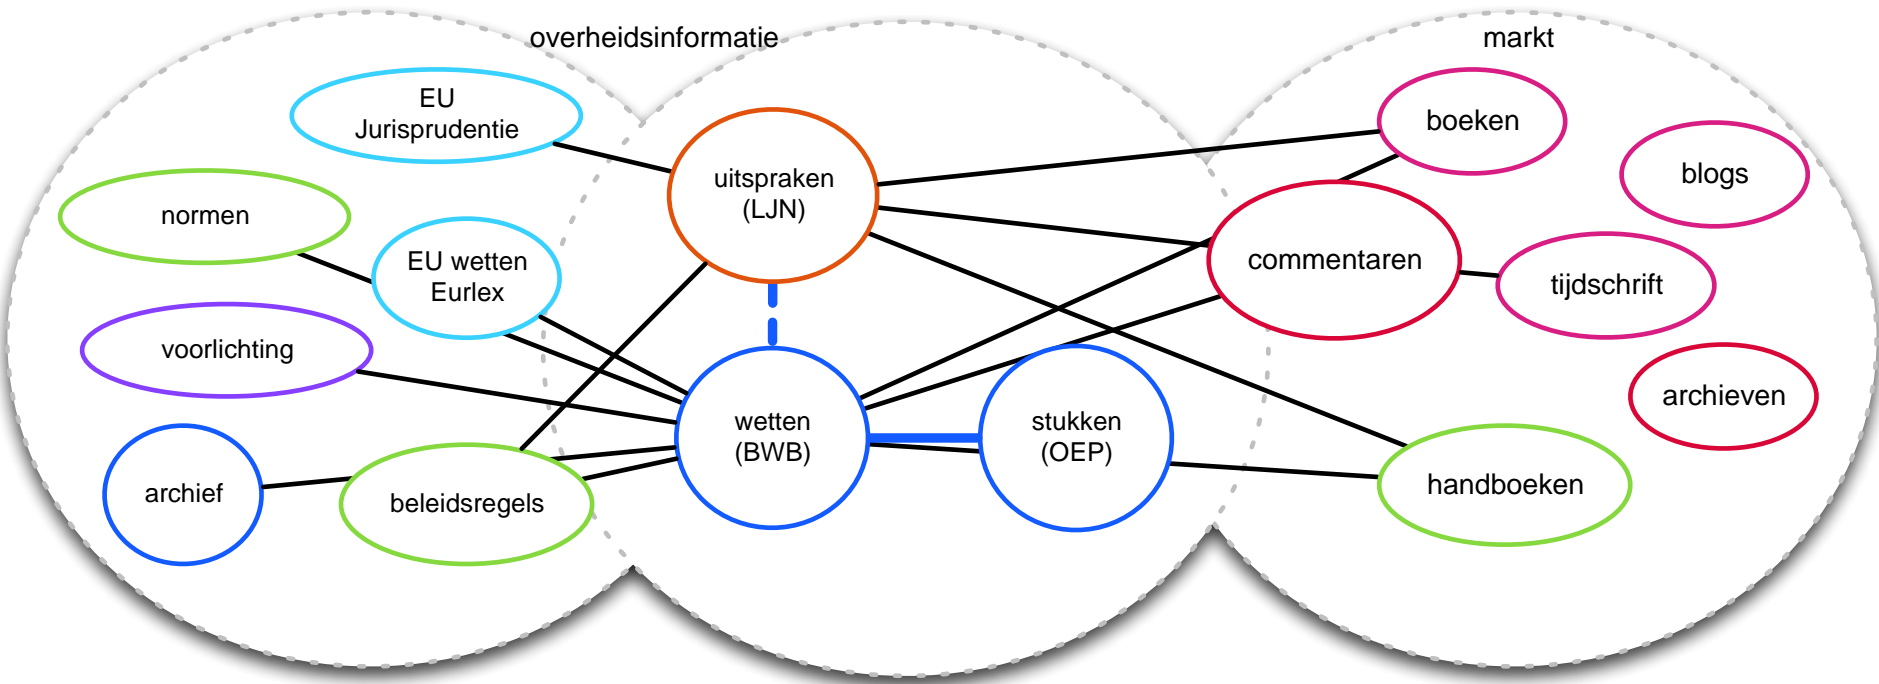 overheidsinformatie
markt
EU
Jurisprudentie
normen
EU wetten
Eurlex
voorlichting
archief
beleidsregels
uitspraken
(LJN)
wetten
(BWB)
stukken
(OEP)
boeken
blogs
commentaren
tijdschrift
archieven
handboeken